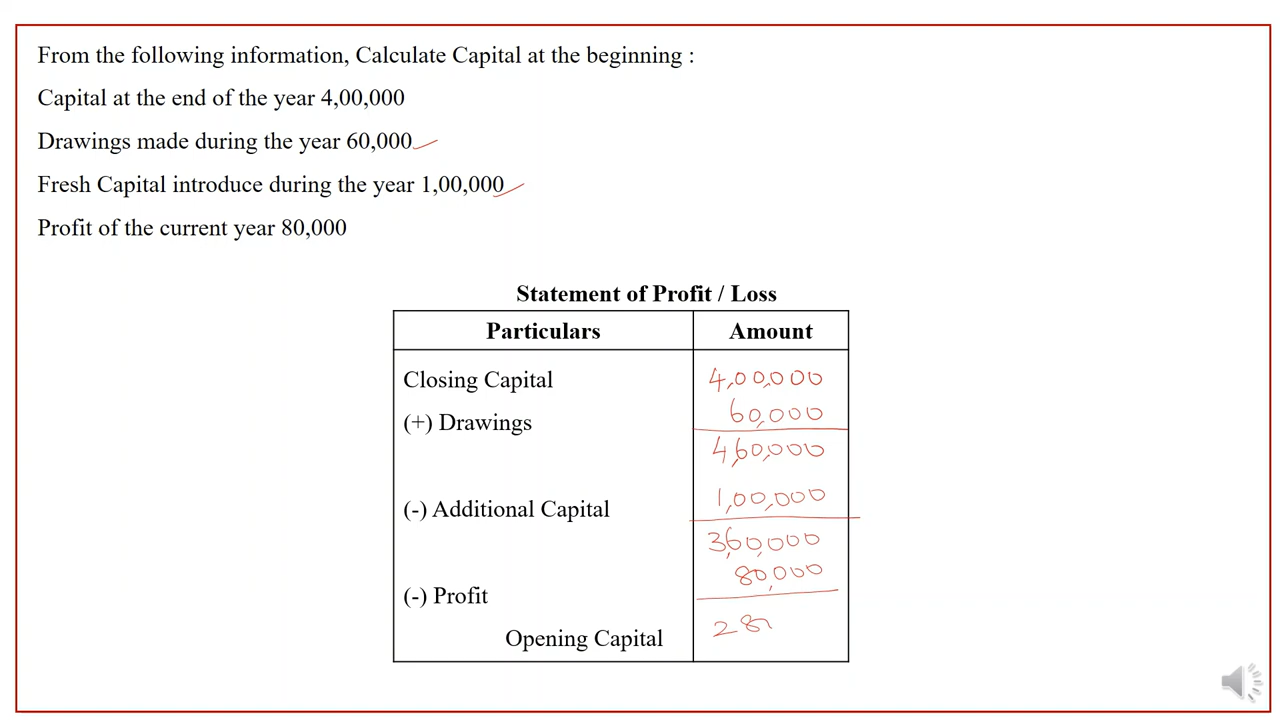 From the following information, Calculate Capital at the beginning :
Capital at the end of the year 4,00,000
Drawings made during the year 60,000
Fresh Capital introduce during the year 1,00,000
Profit of the current year 80,000
Statement of Profit / Loss
Particulars Amount
Closing Capital 4,00,000
(+) Drawings 60,000
4,60,000
(-) Additional Capital 1,00,000
3,60,000
(-) Profit 80,000
Opening Capital 28